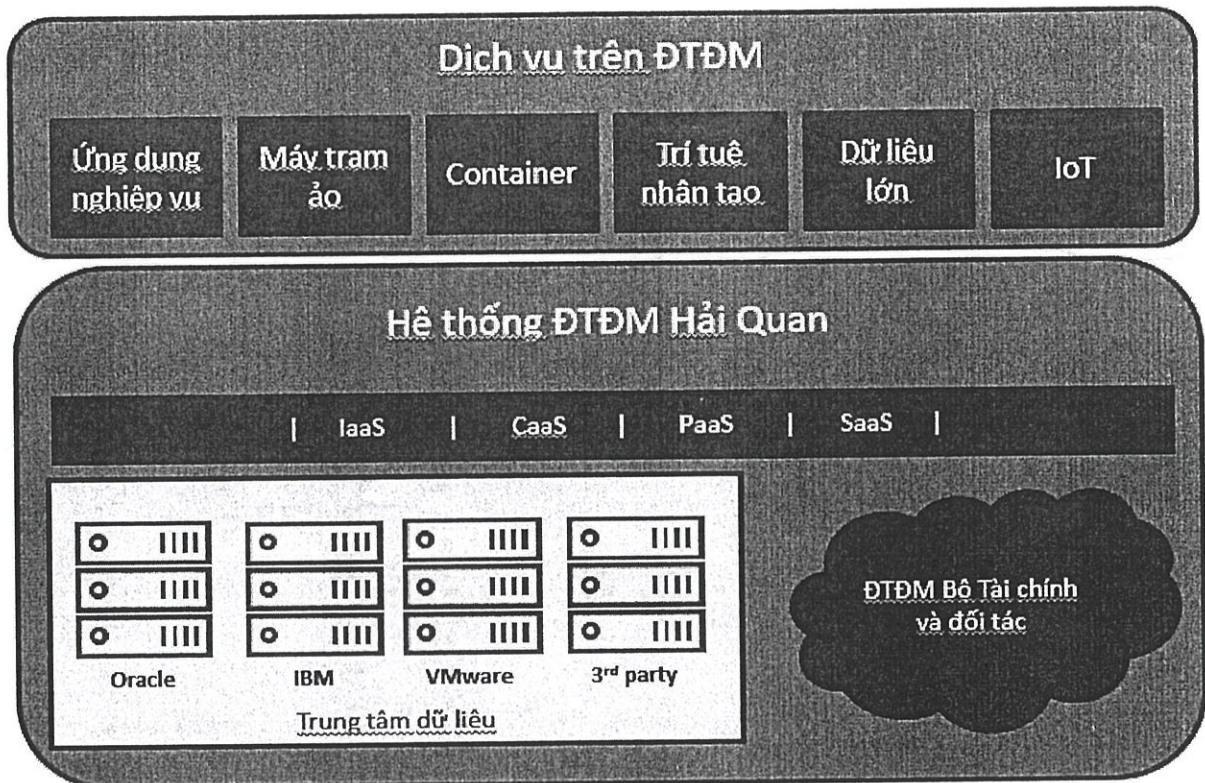 Dịch vụ trên ĐTĐM
Ứng dụng
nghiệp vụ
Máy trạm
ảo
Container
Trí tuệ
nhân tạo
Dữ liệu
lớn
IoT
Hệ thống ĐTĐM Hải Quan
| IaaS | CaaS | PaaS | SaaS |
Oracle
IBM
VMware
3rd party
Trung tâm dữ liệu
ĐTĐM Bộ Tài chính
và đối tác